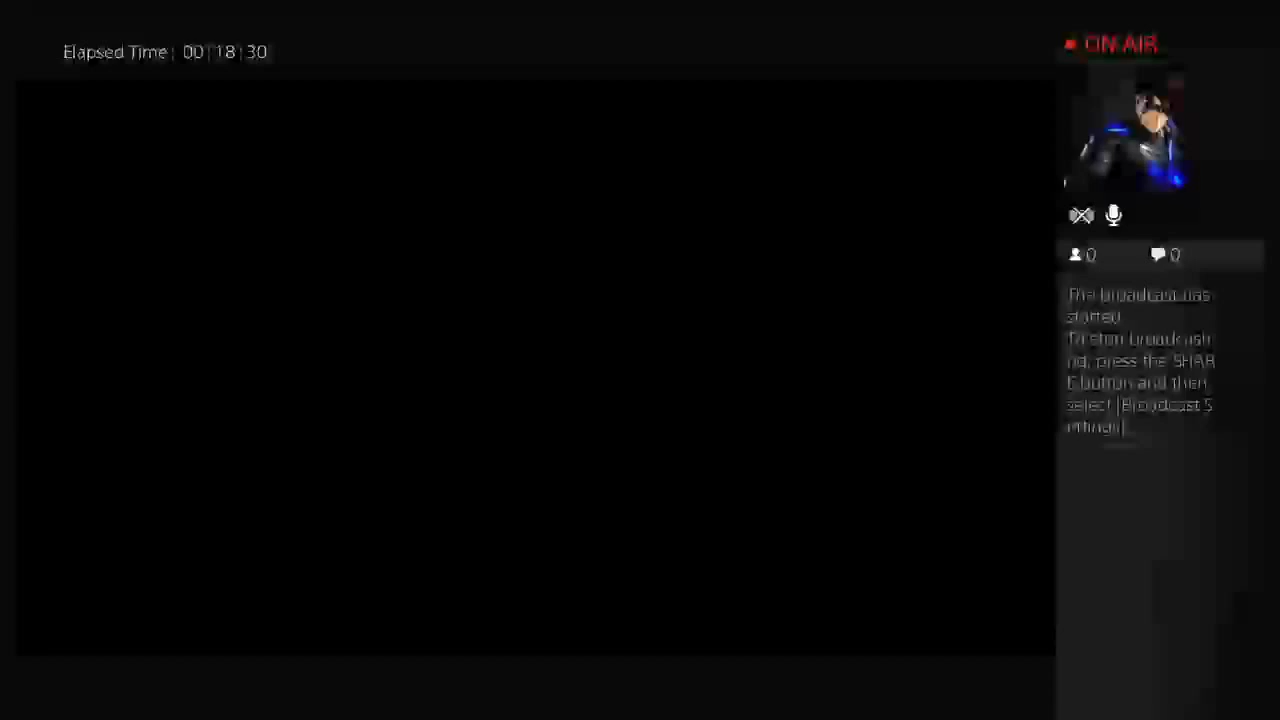 Elapsed Time | 00 | 18 | 30
ON AIR
0 0
The broadcast has
started.
To stop broadcasti
ng, press the SHAR
E button and then
select [Broadcast S
ettings].